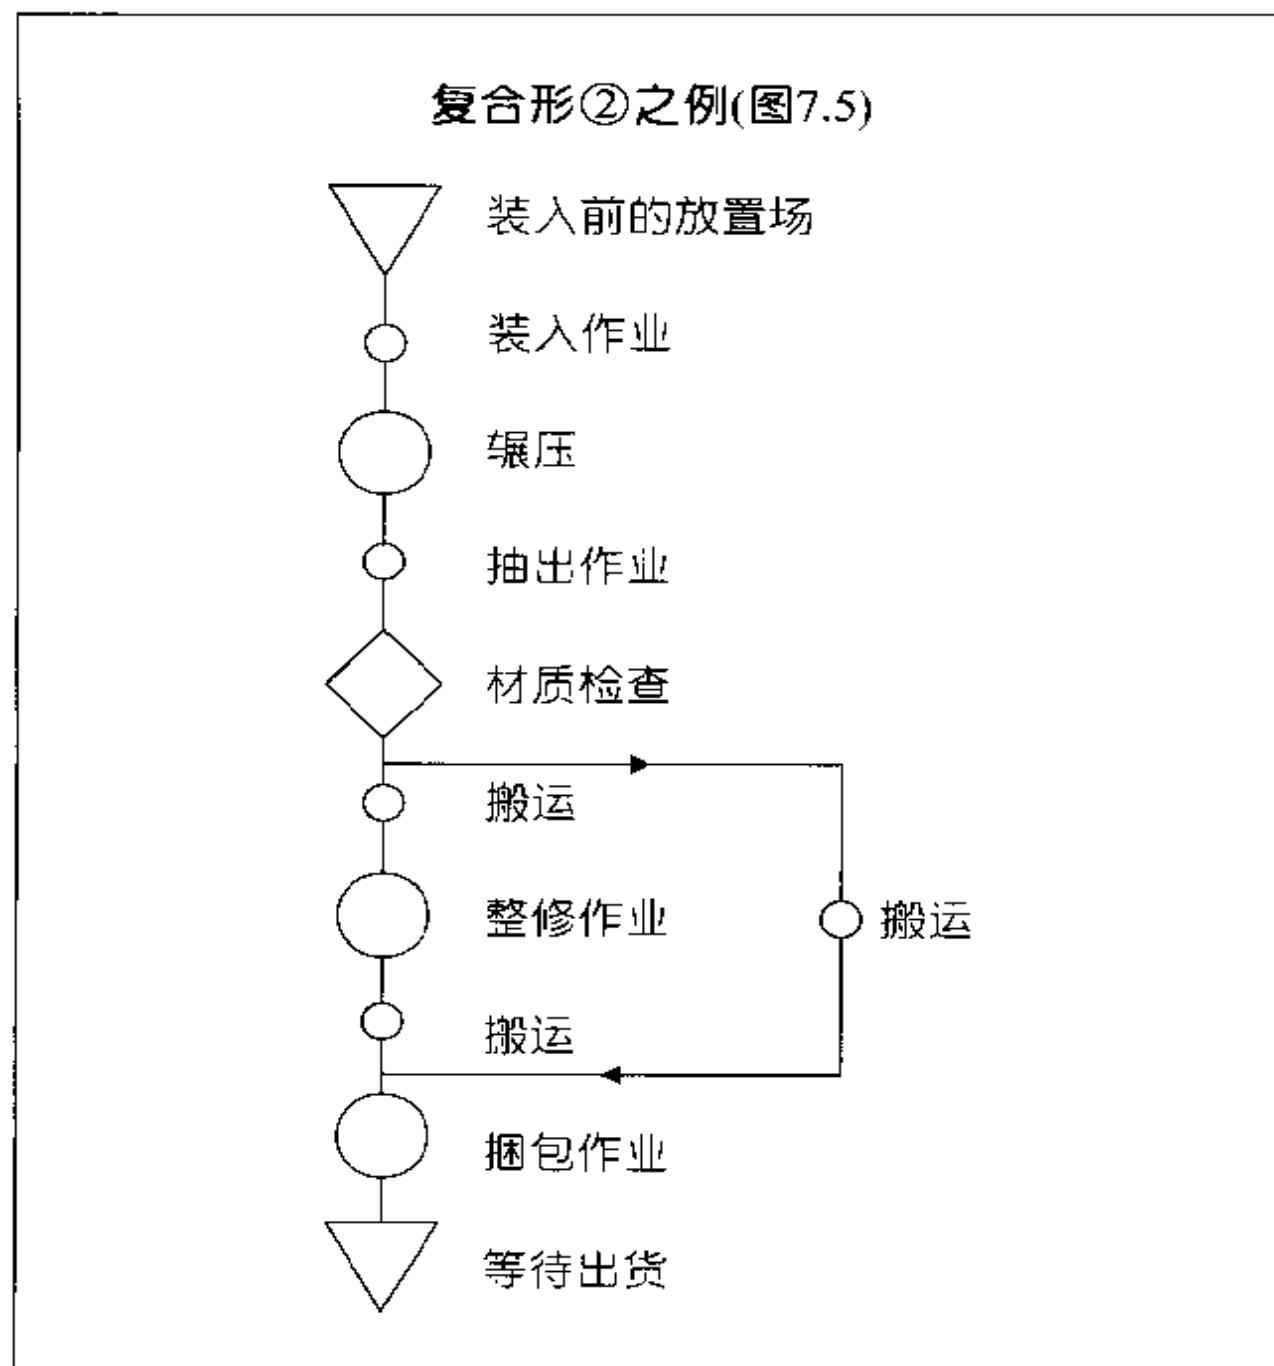 复合形②之例(图7.5)
装入前的放置场
装入作业
辗压
抽出作业
材质检查
搬运
整修作业
搬运
搬运
捆包作业
等待出货